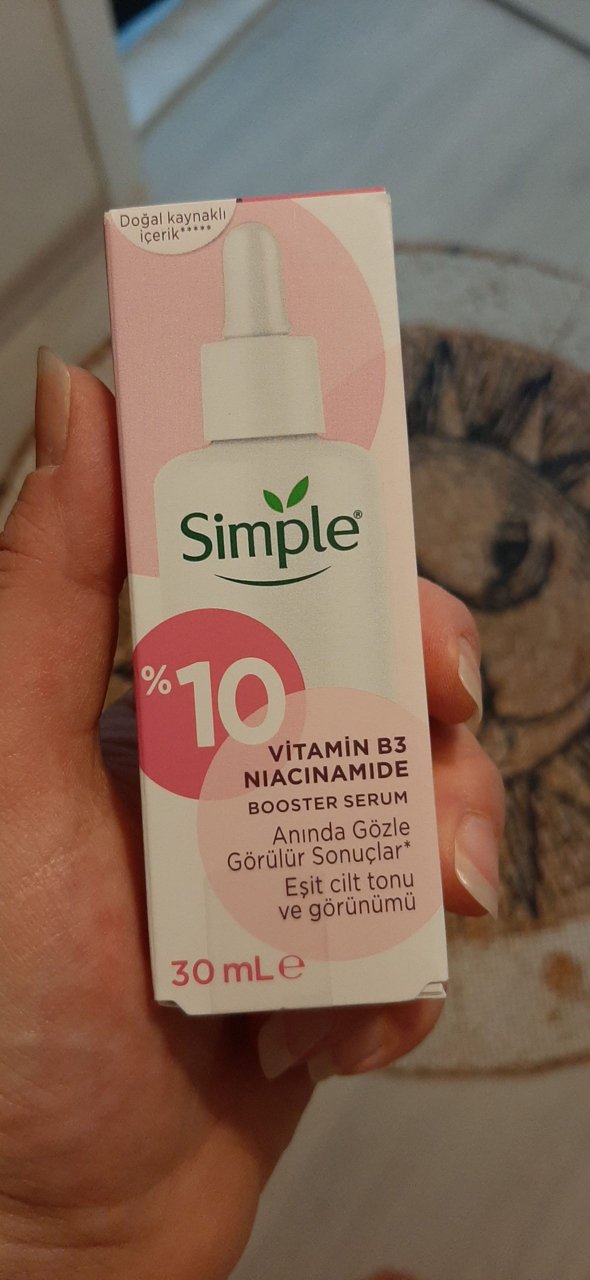 Doğal kaynaklı
içerik*****
Simple®
%10
VİTAMİN B3
NIACINAMIDE
BOOSTER SERUM
Anında Gözle
Görülür Sonuçlar*
Eşit cilt tonu
ve görünümü
30 mL ℮